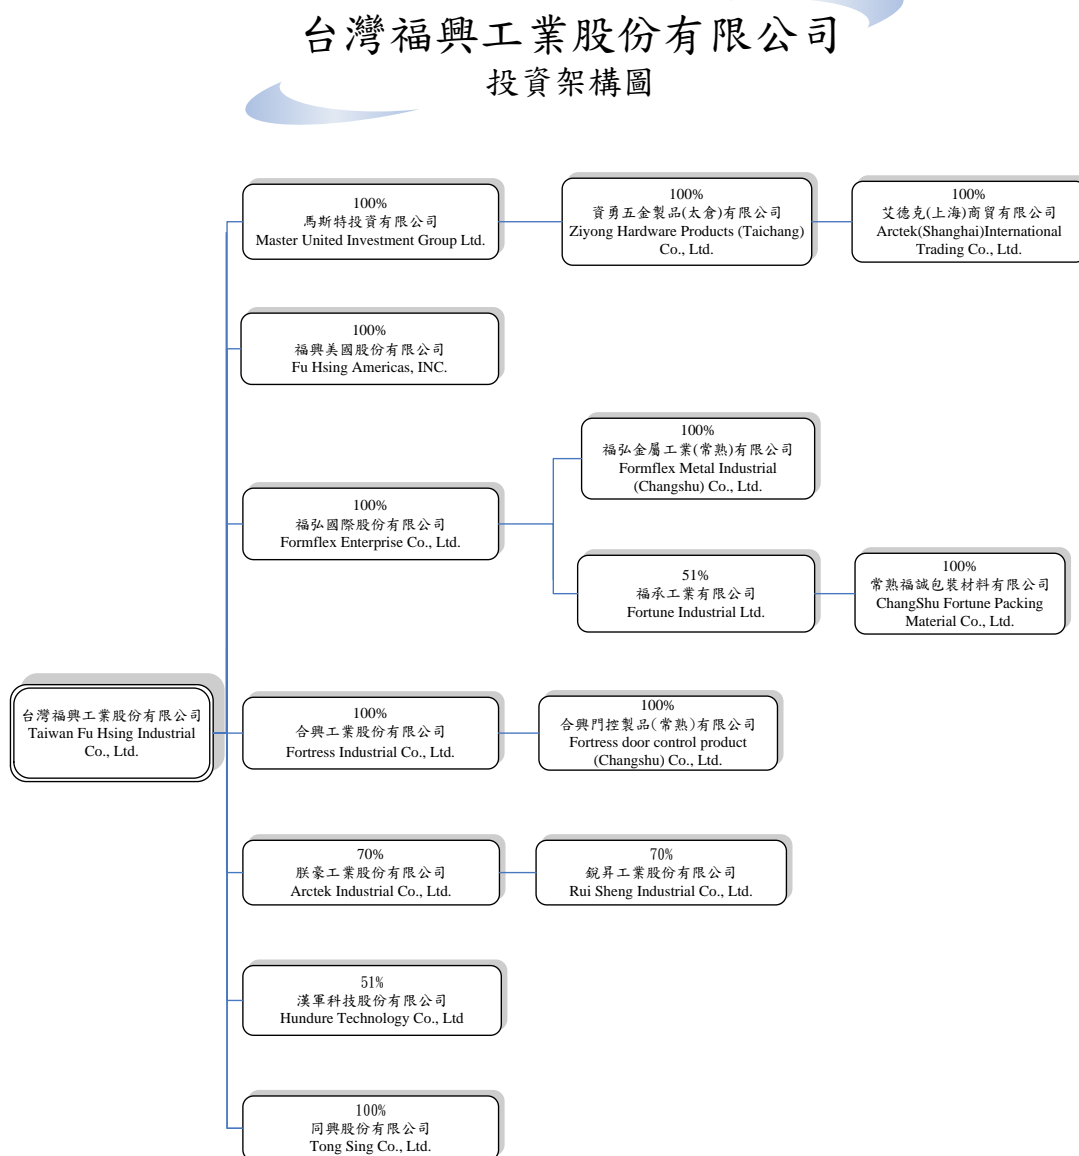 台灣福興工業股份有限公司
投資架構圖
100%
馬斯特投資有限公司
Master United Investment Group Ltd.
100%
資勇五金製品(太倉)有限公司
Ziyong Hardware Products (Taichang)
Co., Ltd.
100%
艾德克(上海)商貿有限公司
Arctek(Shanghai)International
Trading Co., Ltd.
100%
福興美國股份有限公司
Fu Hsing Americas, INC.
100%
福弘金屬工業(常熟)有限公司
Formflex Metal Industrial
(Changshu) Co., Ltd.
100%
福弘國際股份有限公司
Formflex Enterprise Co., Ltd.
51%
福承工業有限公司
Fortune Industrial Ltd.
100%
常熟福誠包裝材料有限公司
ChangShu Fortune Packing
Material Co., Ltd.
台灣福興工業股份有限公司
Taiwan Fu Hsing Industrial
Co., Ltd.
100%
合興工業股份有限公司
Fortress Industrial Co., Ltd.
100%
合興門控製品(常熟)有限公司
Fortress door control product
(Changshu) Co., Ltd.
70%
朕豪工業股份有限公司
Arctek Industrial Co., Ltd.
70%
銳昇工業股份有限公司
Rui Sheng Industrial Co., Ltd.
51%
漢軍科技股份有限公司
Hundure Technology Co., Ltd
100%
同興股份有限公司
Tong Sing Co., Ltd.